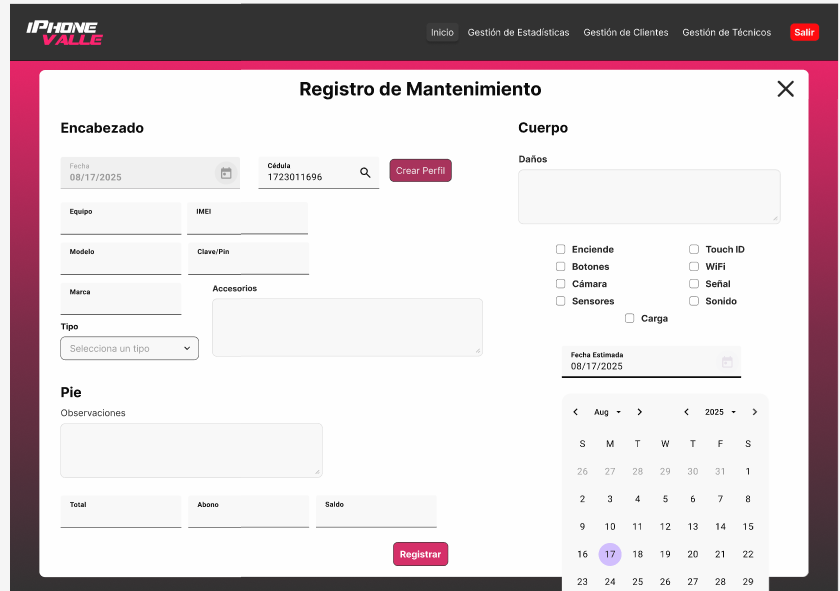 IPHONE
VALLE
Inicio Gestión de Estadísticas Gestión de Clientes Gestión de Técnicos Salir
Registro de Mantenimiento
Encabezado
Fecha
08/17/2025
Cédula
1723011696
Crear Perfil
Equipo
IMEI
Modelo
Clave/Pin
Marca
Accesorios
Tipo
Selecciona un tipo
Pie
Observaciones
Total
Abono
Saldo
Registrar
Cuerpo
Daños
Enciende Touch ID
Botones WiFi
Cámara Señal
Sensores Sonido
Carga
Fecha Estimada
08/17/2025
Aug 2025
S M T W T F S
26 27 28 29 30 31 1
2 3 4 5 6 7 8
9 10 11 12 13 14 15
16 17 18 19 20 21 22
23 24 25 26 27 28 29